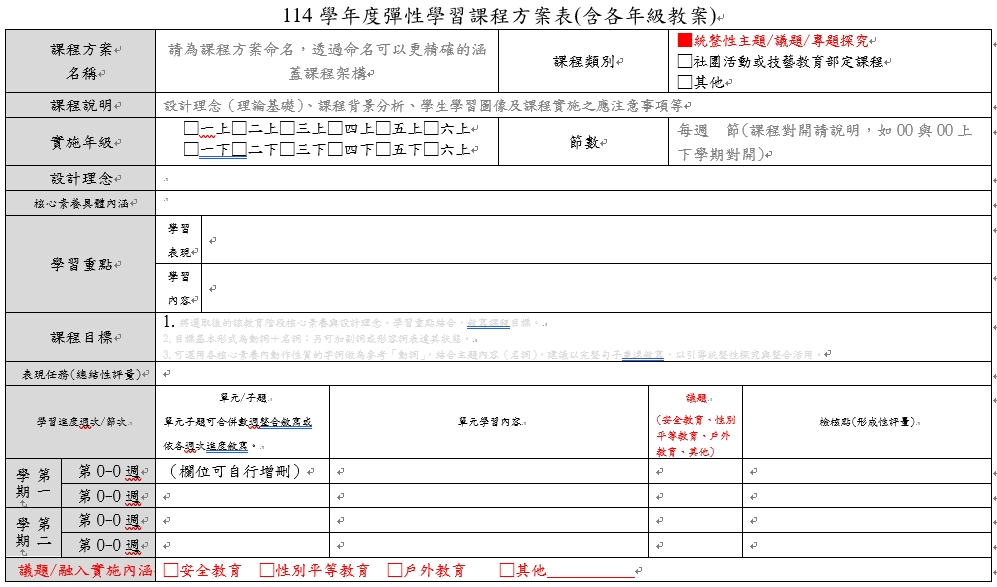 114 學年度彈性學習課程方案表(含各年級教案)
課程方案
名稱
請為課程方案命名，透過命名可以更精確的涵
蓋課程架構
課程類別
■統整性主題/議題/專題探究
□社團活動或技藝教育部定課程
□其他
課程說明
設計理念（理論基礎)、課程背景分析、學生學習圖像及課程實施之應注意事項等
實施年級
□一上□二上□三上□四上□五上□六上
□一下□二下□三下□四下□五下□六上
節數
每週　節(課程對開請說明，如 00 與 00 上
下學期對開)
設計理念
核心素養具體內涵
學習重點
學習
表現
學習
內容
課程目標
1. 將選取後的該教育階段核心素養與設計理念、學習重點結合，敘寫課程目標。
2.目標基本形式為動詞＋名詞；另可加副詞或形容詞表達其狀態。
3.可選用各核心素養內動作性質的字詞做為參考「動詞」，結合主題內容（名詞)，建議以完整句子書寫敘寫，以引導統整性探究與整合活用。
表現任務(總結性評量)
學習進度週次/節次
單元/子題
單元子題可合併數週整合敘寫或
依各週次進度敘寫。
單元學習內容
議題
(安全教育、性別
平等教育、戶外
教育、其他)
檢核點(形成性評量)
第一
學期
第 0-0 週
（欄位可自行增刪）
第 0-0 週
第二
學期
第 0-0 週
第 0-0 週
議題/融入實施內涵
□安全教育　□性別平等教育　□戶外教育　　□其他__________